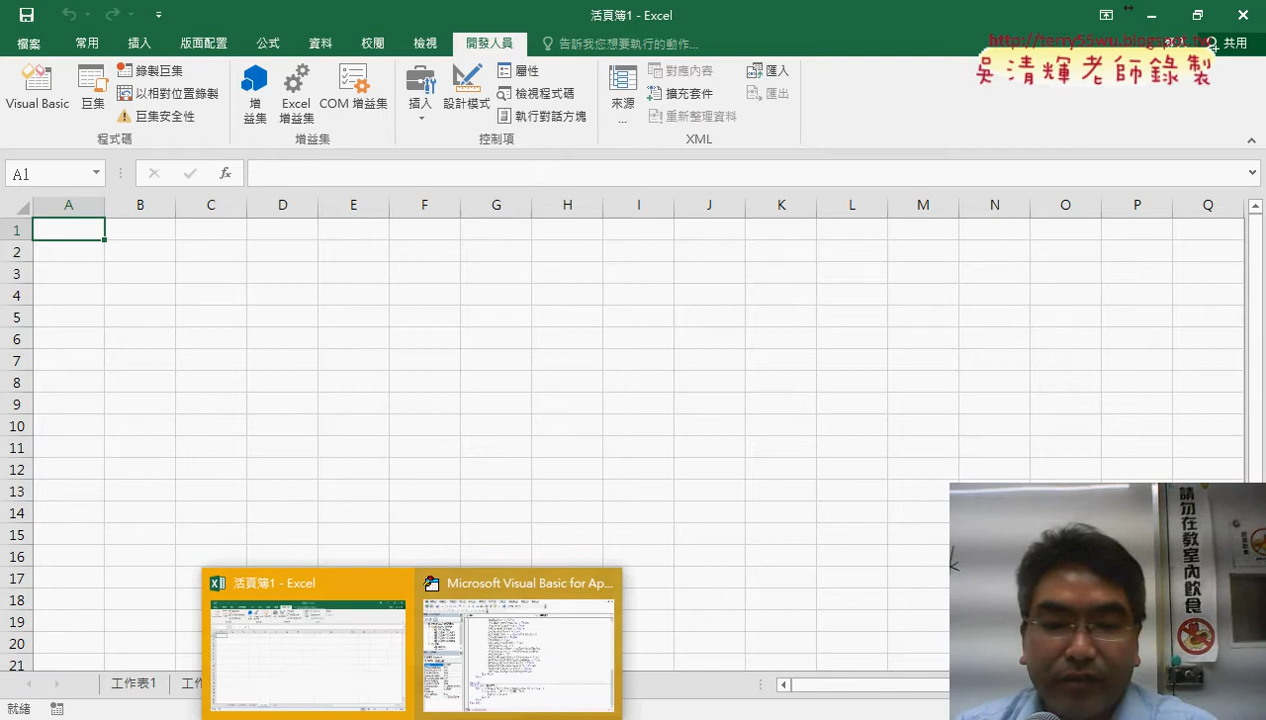 活頁簿1 - Excel
http://terry55wu.blogspot.tw
吳清輝老師錄製
檔案 常用 插入 版面配置 公式 資料 校閱 檢視 開發人員 告訴我您想要執行的動作... 共用
Visual Basic 巨集 錄製巨集 以相對位置錄製 巨集安全性
程式碼
增益集 Excel 增益集 COM 增益集
增益集
插入 設計模式 屬性 檢視程式碼 執行對話方塊
控制項
來源... 對應內容 擴充套件 重新整理資料 匯入 匯出
XML
A1 fx
A B C D E F G H I J K L M N O P Q
1
2
3
4
5
6
7
8
9
10
11
12
13
14
15
16
17
18
19
20
21
請勿在教室內飲食
活頁簿1 - Excel
Microsoft Visual Basic for Ap...
工作表1
就緒